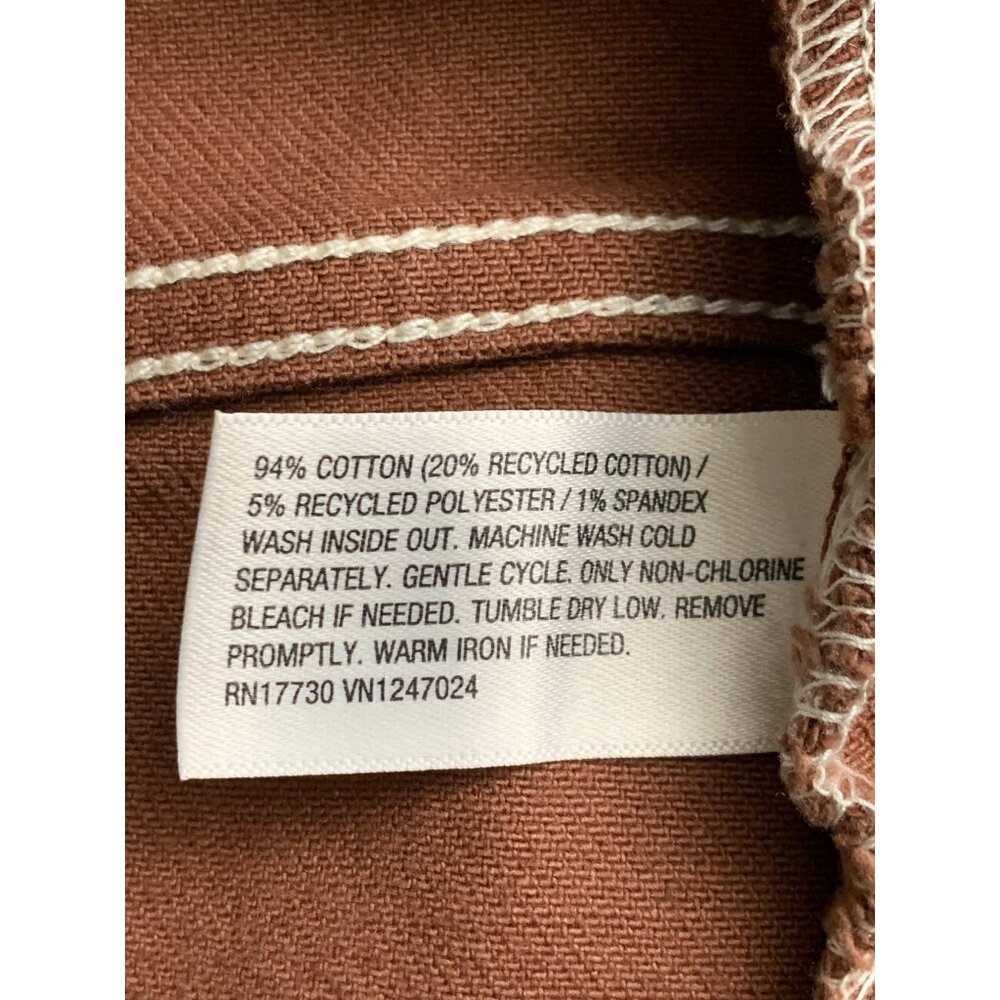 94% COTTON (20% RECYCLED COTTON) /
5% RECYCLED POLYESTER / 1% SPANDEX
WASH INSIDE OUT. MACHINE WASH COLD
SEPARATELY. GENTLE CYCLE. ONLY NON-CHLORINE
BLEACH IF NEEDED. TUMBLE DRY LOW. REMOVE
PROMPTLY. WARM IRON IF NEEDED.
RN17730 VN1247024